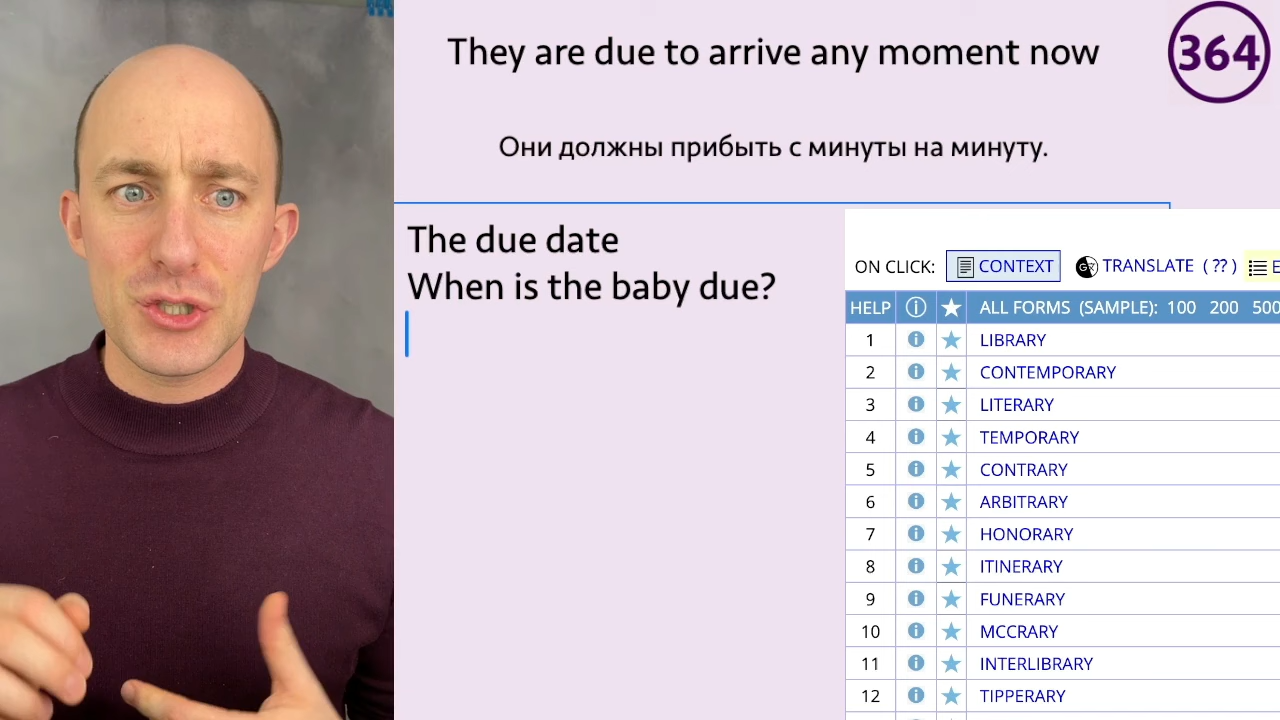 They are due to arrive any moment now
364
Они должны прибыть с минуты на минуту.
The due date
When is the baby due?
ON CLICK: CONTEXT TRANSLATE ( ?? ) E
HELP ALL FORMS (SAMPLE): 100 200 500
1 LIBRARY
2 CONTEMPORARY
3 LITERARY
4 TEMPORARY
5 CONTRARY
6 ARBITRARY
7 HONORARY
8 ITINERARY
9 FUNERARY
10 MCCRARY
11 INTERLIBRARY
12 TIPPERARY